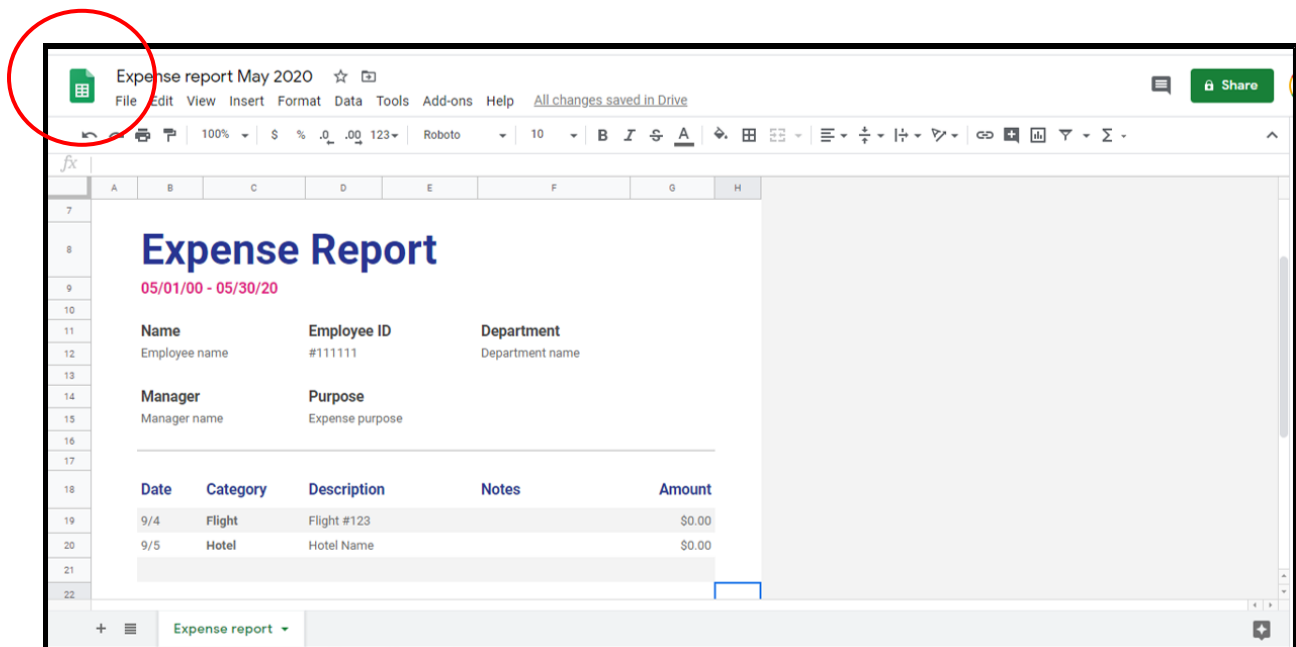 Expense report May 2020
File Edit View Insert Format Data Tools Add-ons Help All changes saved in Drive
Share
100% $ % .0 .00 123 Roboto 10 B I S A Σ
fx
A B C D E F G H
7
8 Expense Report
9 05/01/00 - 05/30/20
10
11 Name Employee ID Department
12 Employee name #111111 Department name
13
14 Manager Purpose
15 Manager name Expense purpose
16
17
18 Date Category Description Notes Amount
19 9/4 Flight Flight #123 $0.00
20 9/5 Hotel Hotel Name $0.00
21
22
+ Expense report